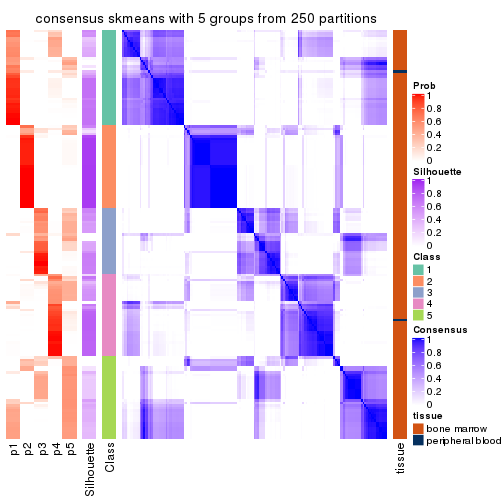 consensus skmeans with 5 groups from 250 partitions
Prob
1
0.8
0.6
0.4
0.2
0
Silhouette
1
0.8
0.6
0.4
0.2
0
Class
1
2
3
4
5
Consensus
1
0.8
0.6
0.4
0.2
0
tissue
bone marrow
peripheral blood
p1
p2
p3
p4
p5
Silhouette
Class
tissue